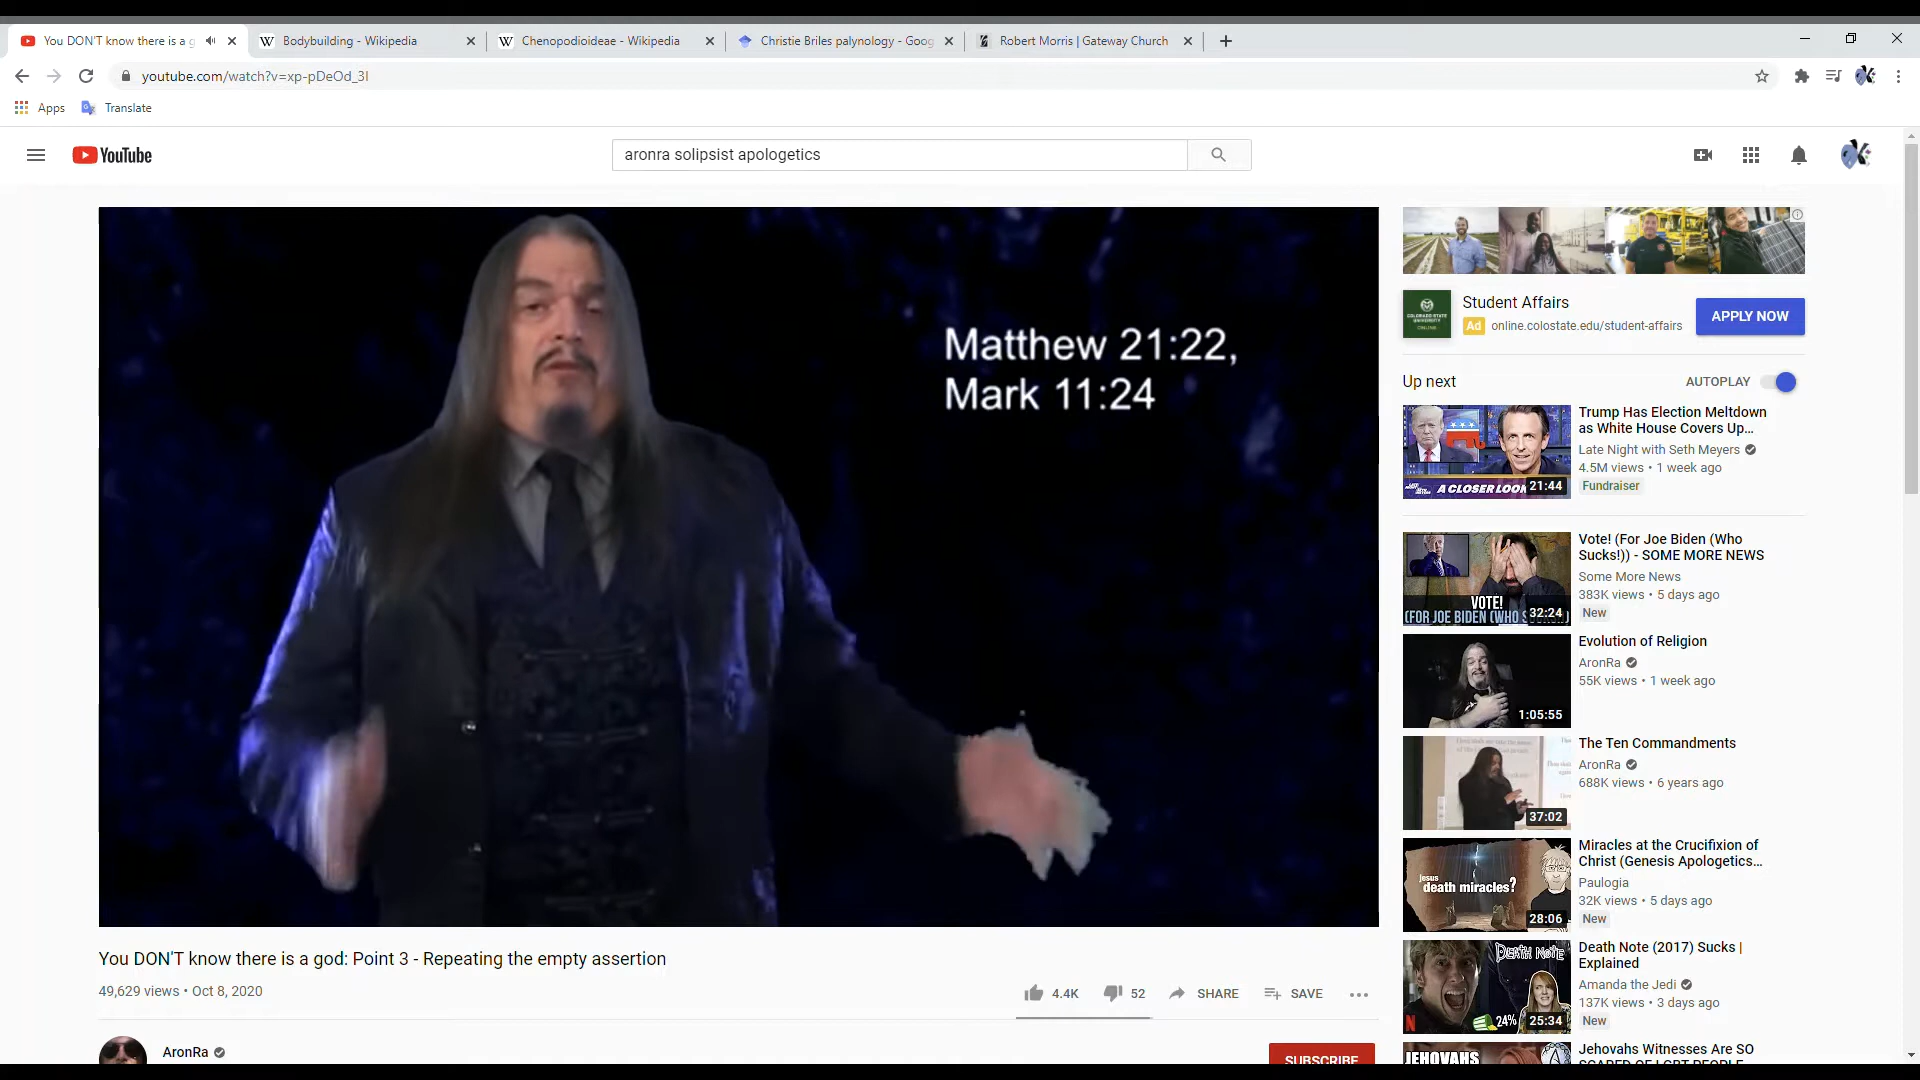 You DON'T know there is a g
Bodybuilding - Wikipedia
Chenopodioideae - Wikipedia
Christie Briles palynology - Goog
Robert Morris | Gateway Church
youtube.com/watch?v=xp-pDeOd_3I
Apps
Translate
YouTube
aronra solipsist apologetics
Matthew 21:22,
Mark 11:24
Student Affairs
Ad online.colostate.edu/student-affairs
APPLY NOW
Up next
AUTOPLAY
Trump Has Election Meltdown
as White House Covers Up...
Late Night with Seth Meyers
4.5M views • 1 week ago
Fundraiser
A CLOSER LOOK
21:44
Vote! (For Joe Biden (Who
Sucks!)) - SOME MORE NEWS
Some More News
383K views • 5 days ago
New
VOTE!
32:24
Evolution of Religion
AronRa
55K views • 1 week ago
1:05:55
The Ten Commandments
AronRa
688K views • 6 years ago
37:02
Miracles at the Crucifixion of
Christ (Genesis Apologetics...
Paulogia
32K views • 5 days ago
New
Jesus
death miracles?
28:06
Death Note (2017) Sucks |
Explained
Amanda the Jedi
137K views • 3 days ago
New
DEATH NOTE
24%
25:34
Jehovahs Witnesses Are SO
JEHOVAHS
You DON'T know there is a god: Point 3 - Repeating the empty assertion
49,629 views • Oct 8, 2020
4.4K
52
SHARE
SAVE
AronRa
SUBSCRIBE